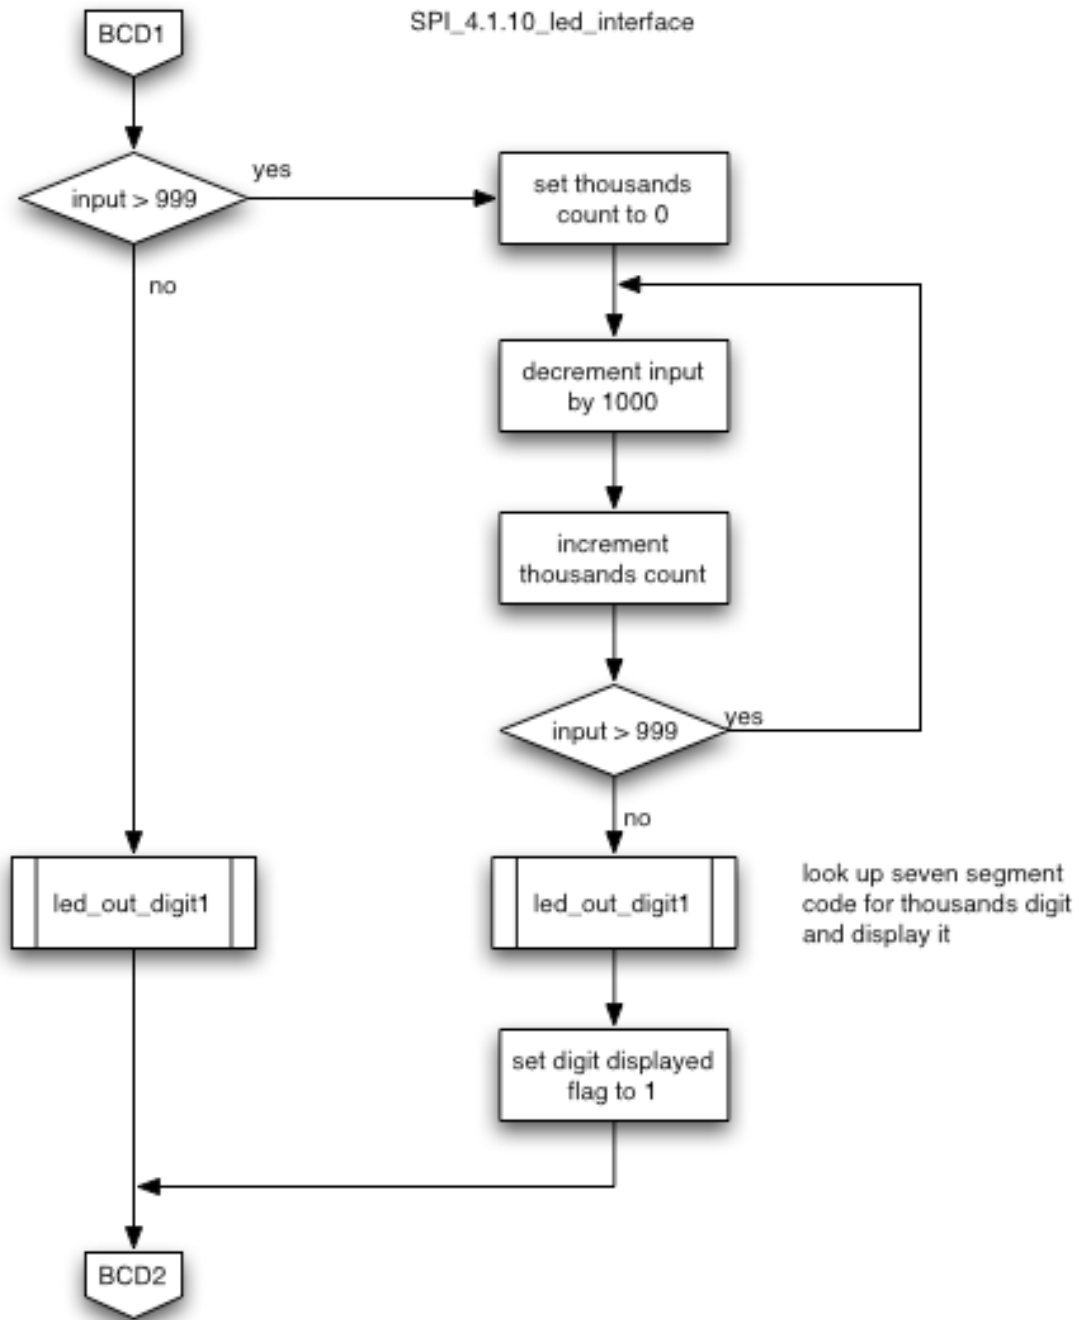 SPI_4.1.10_led_interface
BCD1
input > 999
yes
no
set thousands
count to 0
decrement input
by 1000
increment
thousands count
input > 999
yes
no
led_out_digit1
led_out_digit1
look up seven segment
code for thousands digit
and display it
set digit displayed
flag to 1
BCD2